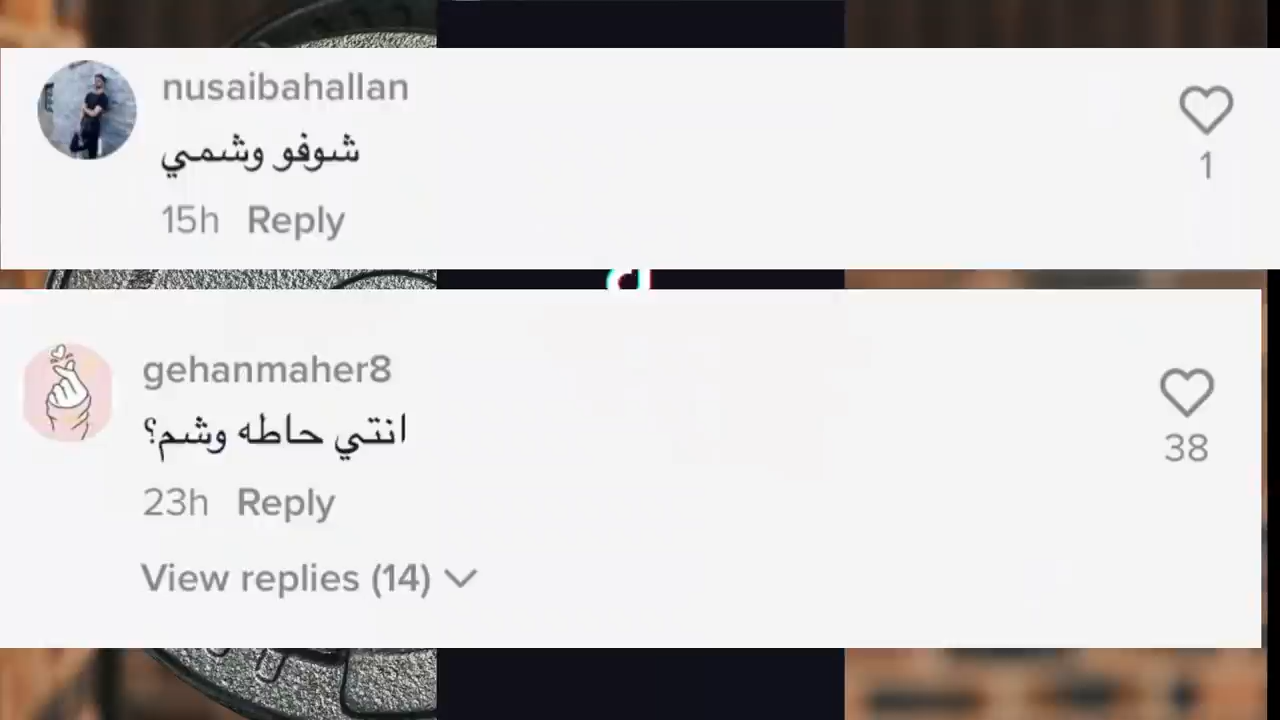 nusaibahallan
شوفو وشمي
1
15h Reply
gehanmaher8
انتي حاطه وشم؟
38
23h Reply
View replies (14)